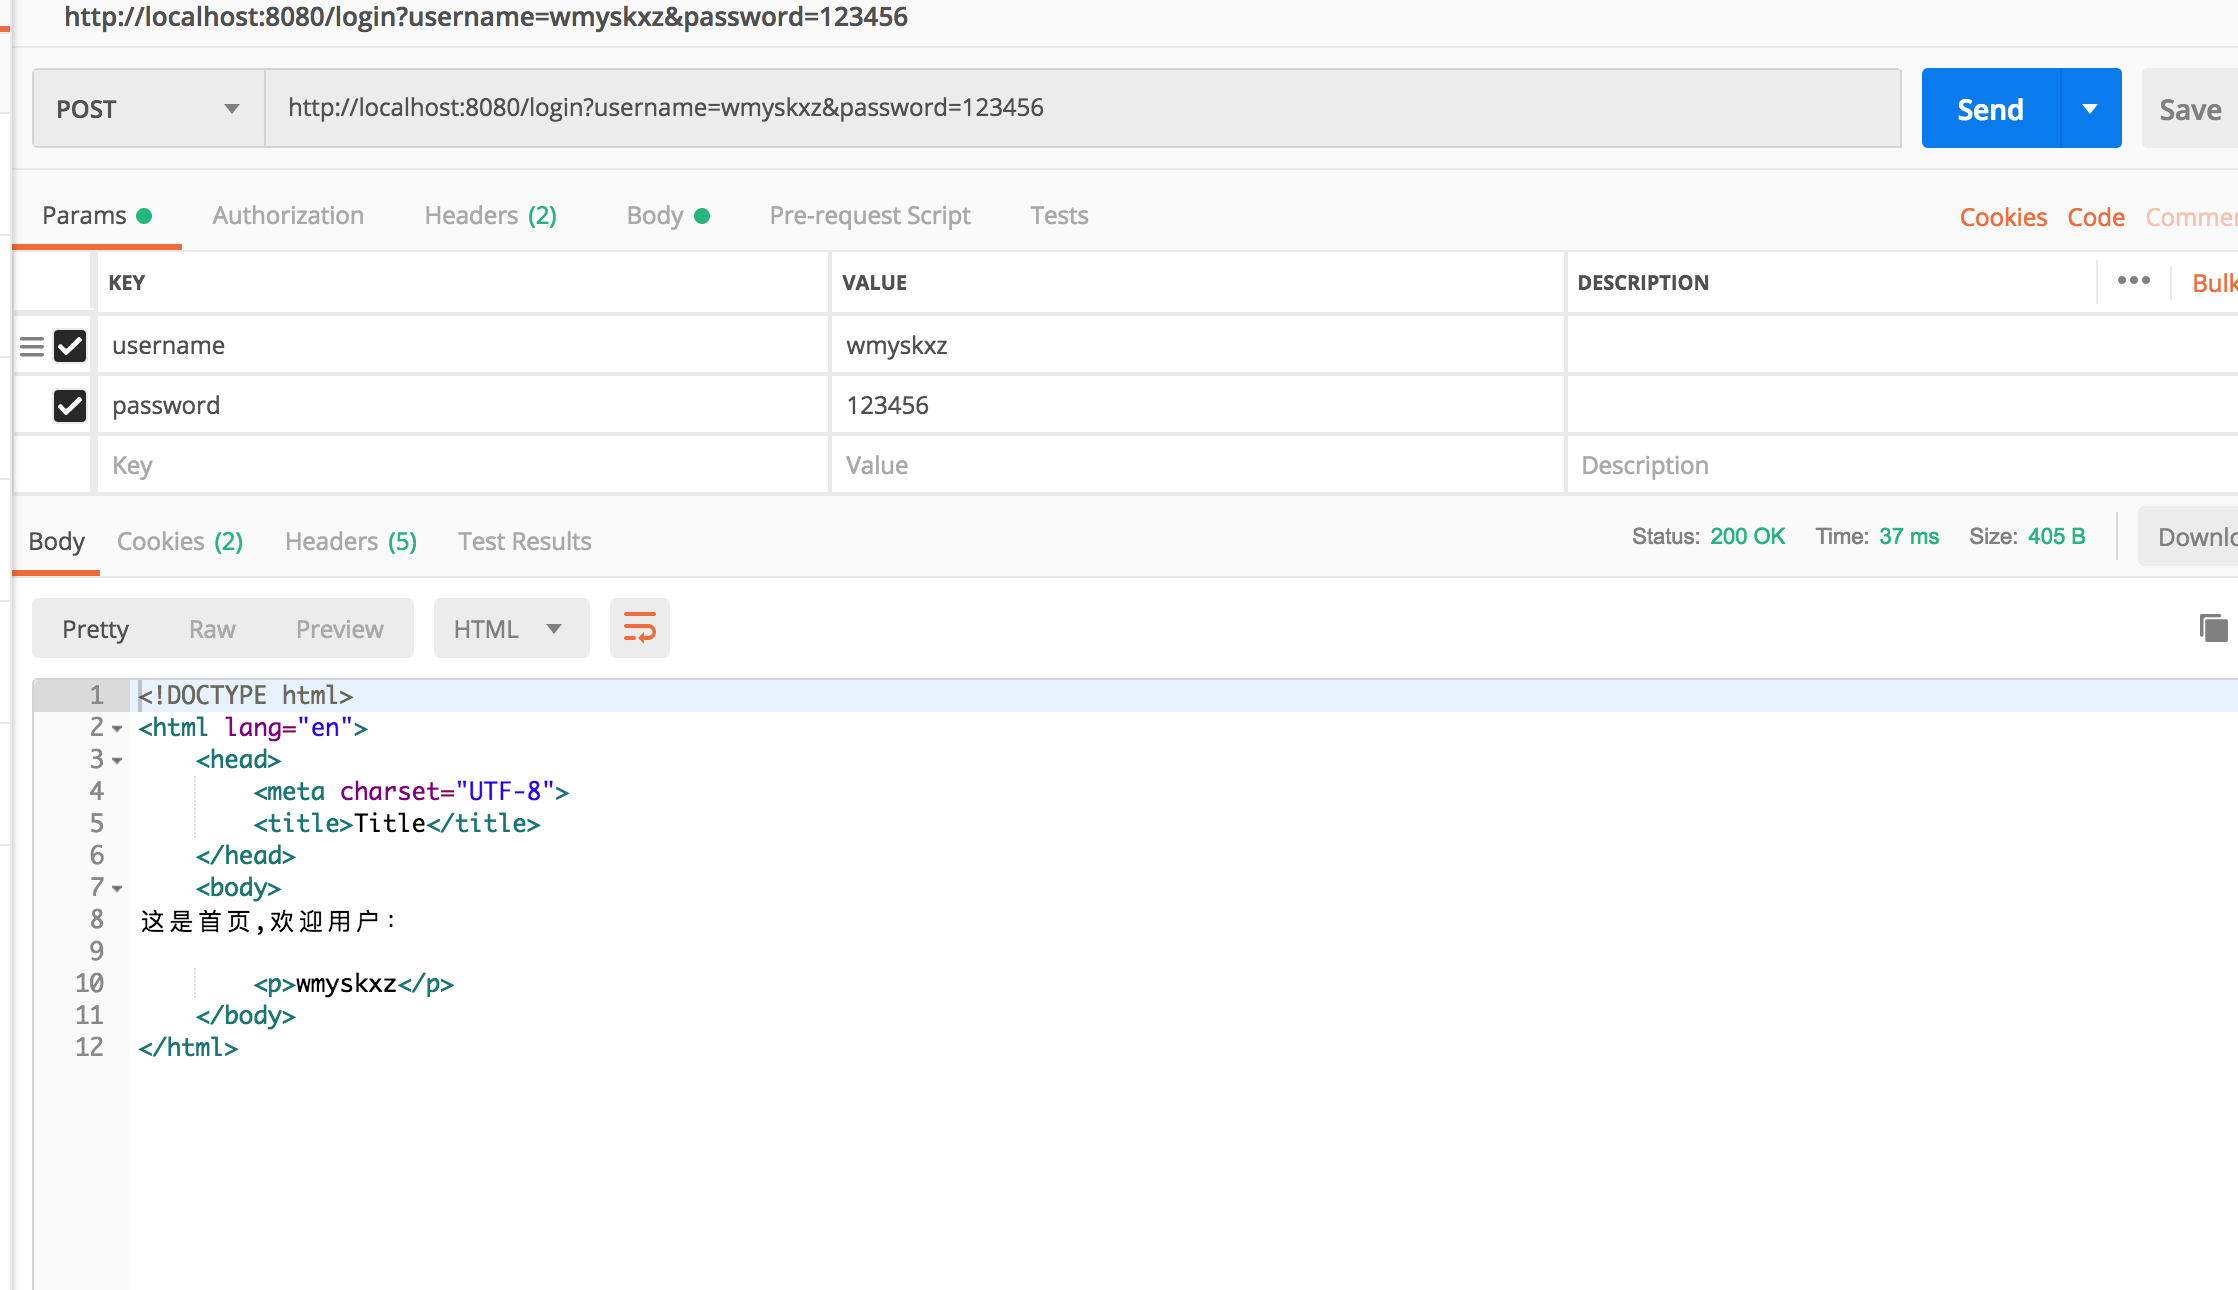 http://localhost:8080/login?username=wmyskxz&password=123456
POST http://localhost:8080/login?username=wmyskxz&password=123456 Send Save
Params Authorization Headers (2) Body Pre-request Script Tests Cookies Code Commen
KEY VALUE DESCRIPTION ••• Bulk
username wmyskxz
password 123456
Key Value Description
Body Cookies (2) Headers (5) Test Results Status: 200 OK Time: 37 ms Size: 405 B Downlo
Pretty Raw Preview HTML
1 <!DOCTYPE html>
2 <html lang="en">
3 <head>
4 <meta charset="UTF-8">
5 <title>Title</title>
6 </head>
7 <body>
8 这是首页,欢迎用户:
9
10 <p>wmyskxz</p>
11 </body>
12 </html>